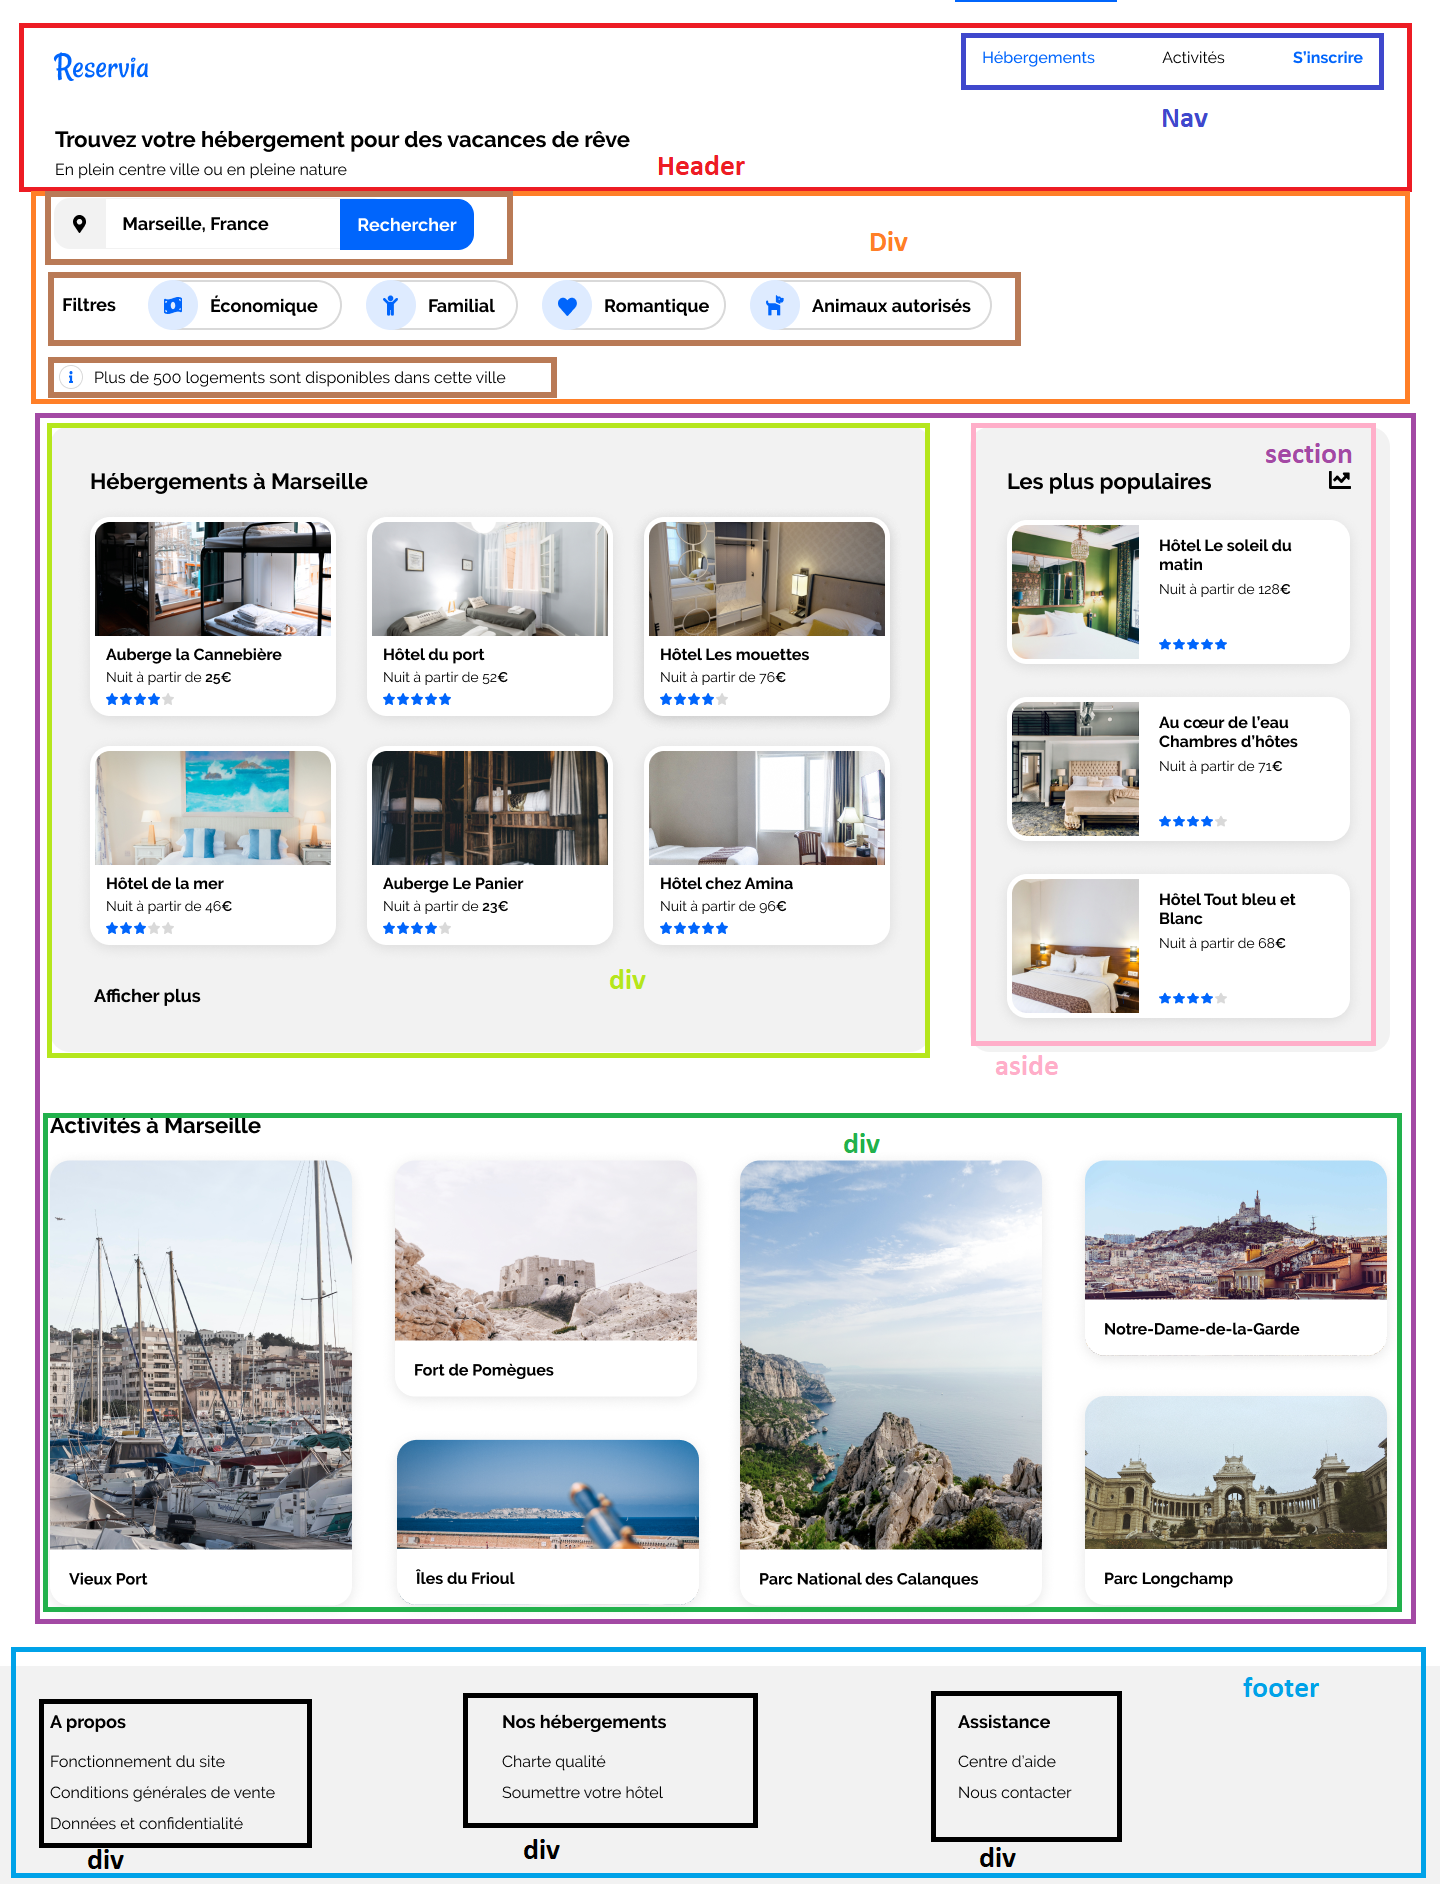 Reservia
Hébergements
Activités
S'inscrire
Nav
Trouvez votre hébergement pour des vacances de rêve
En plein centre ville ou en pleine nature
Header
Marseille, France
Rechercher
Div
Filtres
Économique
Familial
Romantique
Animaux autorisés
Plus de 500 logements sont disponibles dans cette ville
Hébergements à Marseille
Auberge la Cannebière
Nuit à partir de 25€
Hôtel du port
Nuit à partir de 52€
Hôtel Les mouettes
Nuit à partir de 76€
Hôtel de la mer
Nuit à partir de 46€
Auberge Le Panier
Nuit à partir de 23€
Hôtel chez Amina
Nuit à partir de 96€
div
Afficher plus
section
Les plus populaires
Hôtel Le soleil du
matin
Nuit à partir de 128€
Au cœur de l'eau
Chambres d'hôtes
Nuit à partir de 71€
Hôtel Tout bleu et
Blanc
Nuit à partir de 68€
aside
Activités à Marseille
div
Vieux Port
Fort de Pomègues
Îles du Frioul
Parc National des Calanques
Notre-Dame-de-la-Garde
Parc Longchamp
footer
A propos
Fonctionnement du site
Conditions générales de vente
Données et confidentialité
div
Nos hébergements
Charte qualité
Soumettre votre hôtel
div
Assistance
Centre d'aide
Nous contacter
div